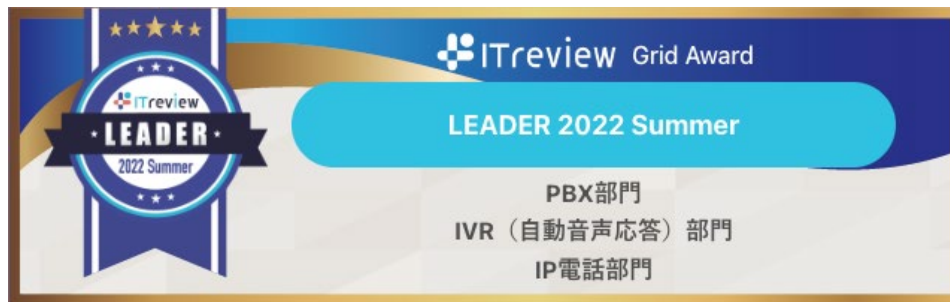 ITreview
LEADER
2022 Summer
ITreview Grid Award
LEADER 2022 Summer
PBX部門
IVR（自動音声応答）部門
IP電話部門